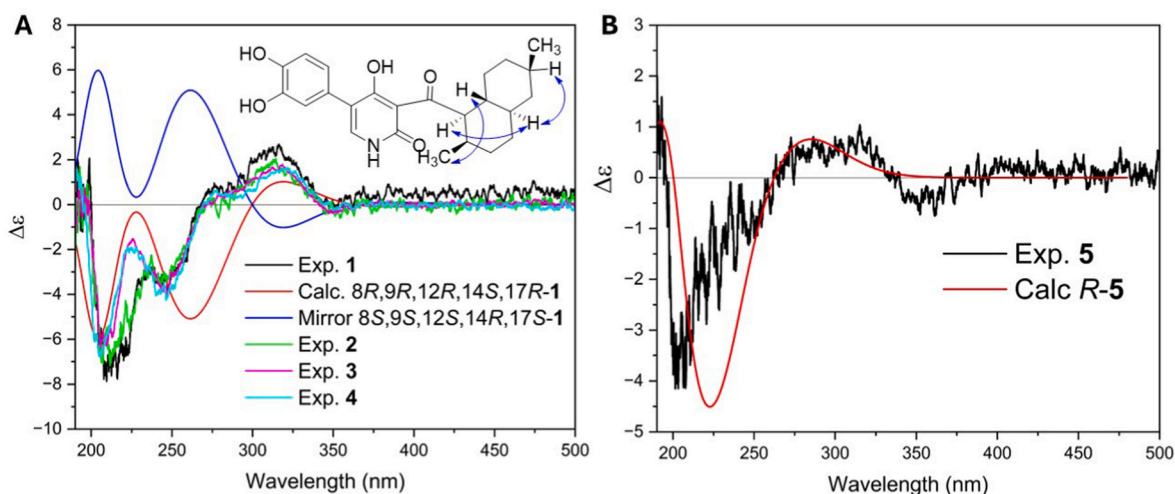 A
8
6
4
2
0
−2
−4
−6
−8
−10
Δε
200
250
300
350
400
450
500
Wavelength (nm)
HO
HO
OH
O
N
H
O
H
H
H
H
CH₃
H₃C
Exp. 1
Calc. 8R,9R,12R,14S,17R-1
Mirror 8S,9S,12S,14R,17S-1
Exp. 2
Exp. 3
Exp. 4
B
5
4
3
2
1
0
−1
−2
−3
−4
−5
Δε
200
250
300
350
400
450
500
Wavelength (nm)
Exp. 5
Calc R-5